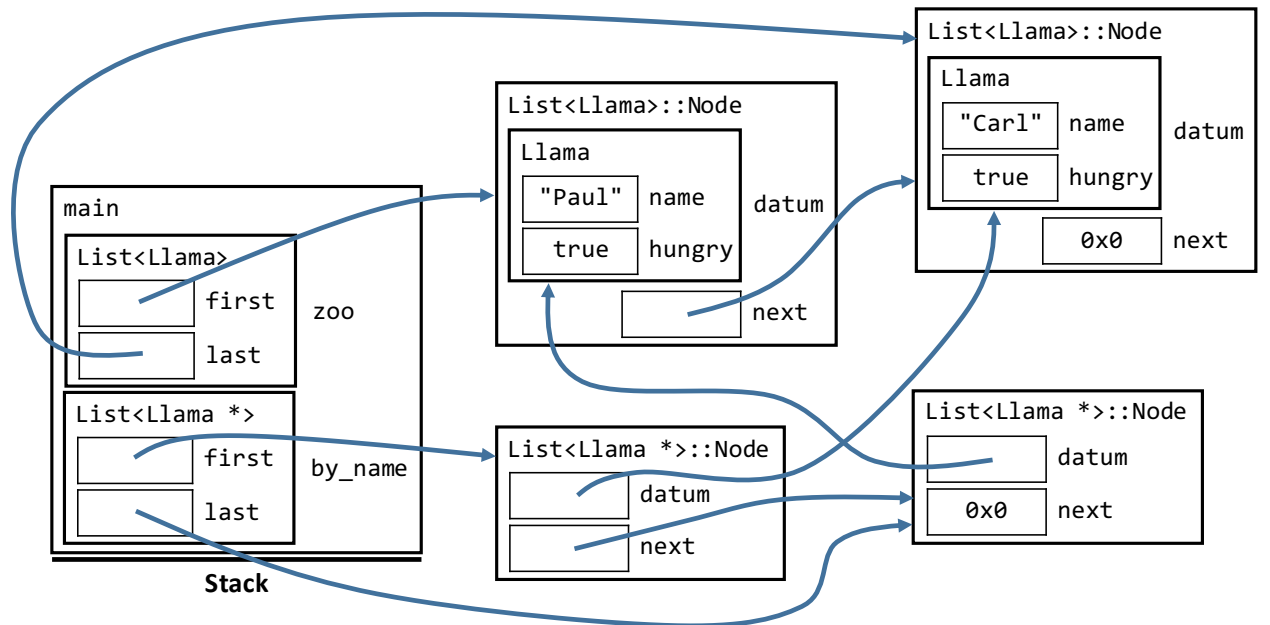 main
List<Llama>
first
last
zoo
List<Llama *>
first
last
by_name
Stack
List<Llama>::Node
Llama
"Paul" name
true hungry
datum
next
List<Llama>::Node
Llama
"Carl" name
true hungry
datum
0x0 next
List<Llama *>::Node
datum
next
List<Llama *>::Node
datum
0x0 next